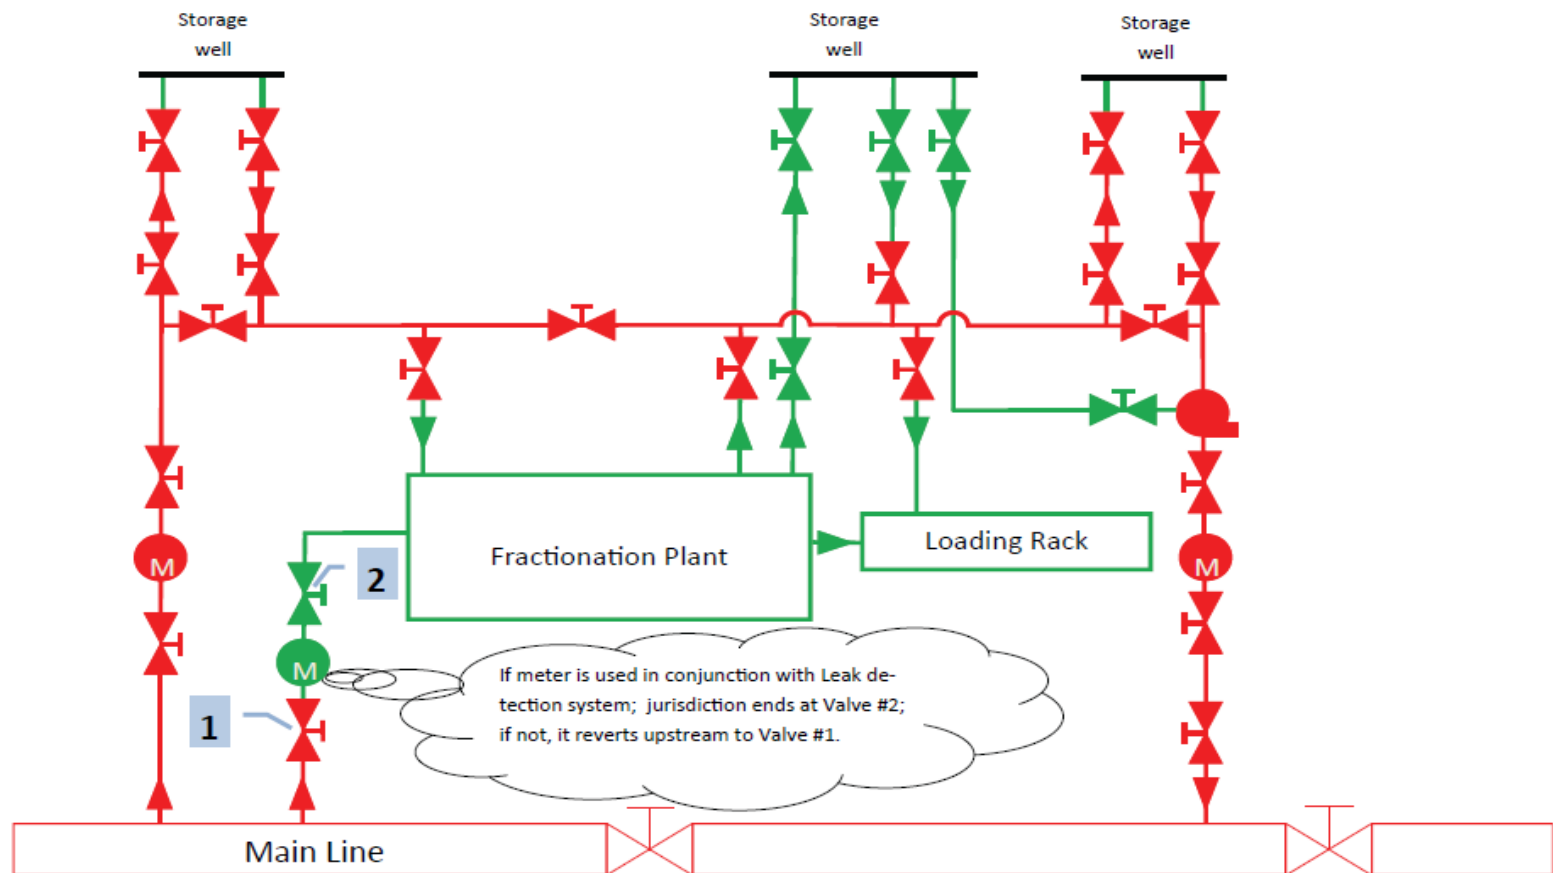 Storage
well
Storage
well
Storage
well
Fractionation Plant
Loading Rack
2
M
M
M
If meter is used in conjunction with Leak de-
tection system; jurisdiction ends at Valve #2;
if not, it reverts upstream to Valve #1.
1
Main Line